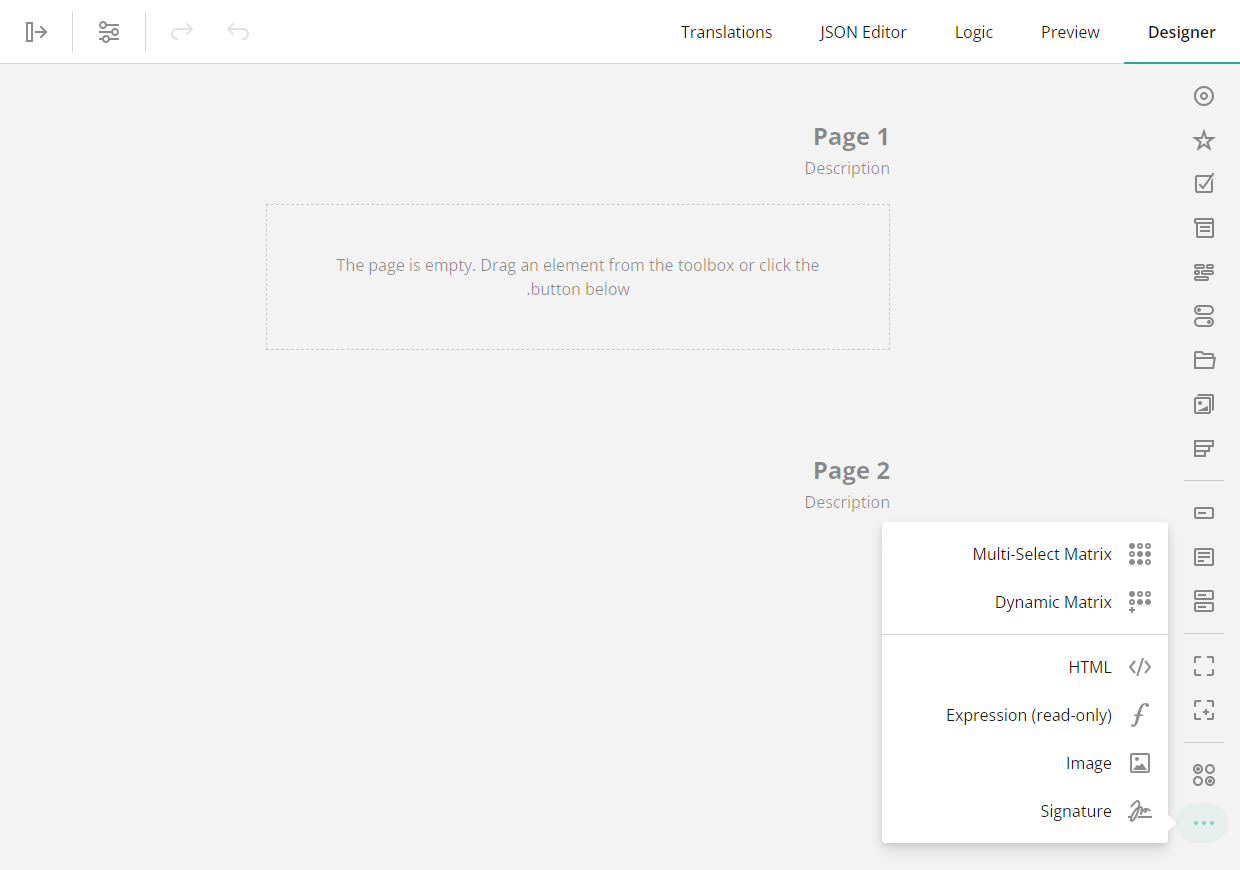 Translations
JSON Editor
Logic
Preview
Designer
Page 1
Description
The page is empty. Drag an element from the toolbox or click the
.button below
Page 2
Description
Multi-Select Matrix
Dynamic Matrix
HTML
Expression (read-only)
Image
Signature